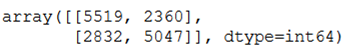 array([[5519, 2360],
       [2832, 5047]], dtype=int64)